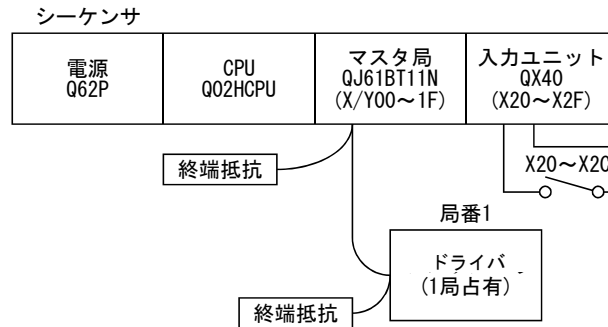 シーケンサ
電源
Q62P
CPU
Q02HCPU
マスタ局
QJ61BT11N
(X/Y00～1F)
入力ユニット
QX40
(X20～X2F)
終端抵抗
X20～X20
局番1
ドライバ
(1局占有)
終端抵抗